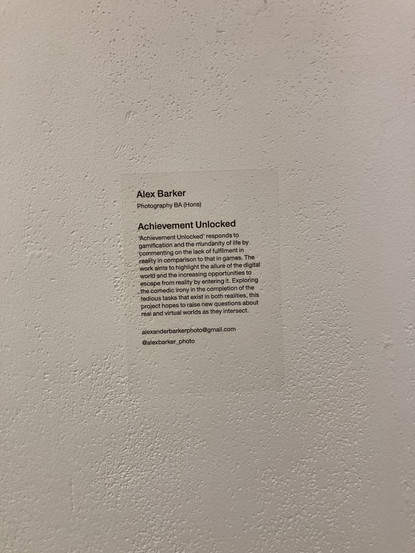 Alex Barker
Photography BA (Hons)
Achievement Unlocked
'Achievement Unlocked' responds to
gamification and the mundanity of life by
commenting on the lack of fulfilment in
reality in comparison to that in games. The
work aims to highlight the allure of the digital
world and the increasing opportunities to
escape from reality by entering it. Exploring
the comedic irony in the completion of the
tedious tasks that exist in both realities, this
project hopes to raise new questions about
real and virtual worlds as they intersect.
alexanderbarkerphoto@gmail.com
@alexbarker_photo